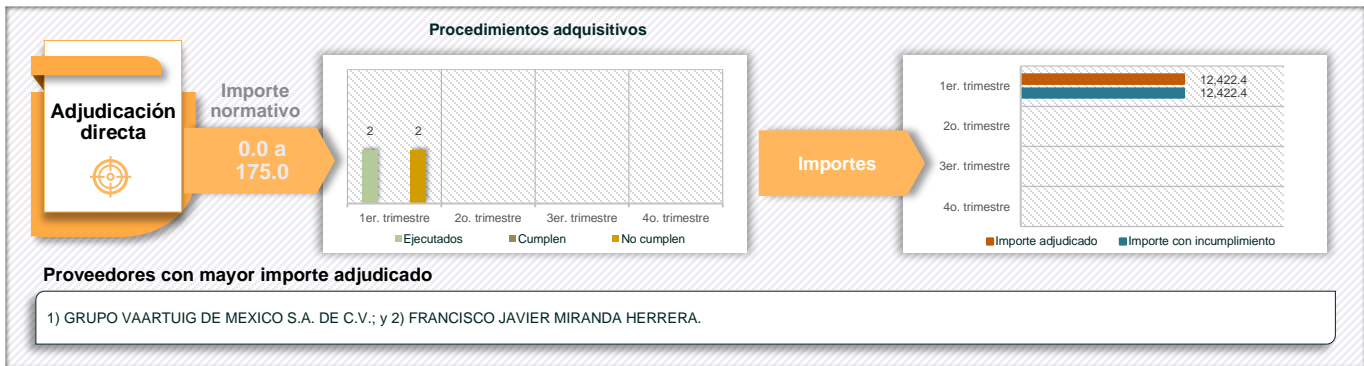 Procedimientos adquisitivos
Adjudicación
directa
Importe
normativo
0.0 a
175.0
2 2
1er. trimestre 2o. trimestre 3er. trimestre 4o. trimestre
Ejecutados Cumplen No cumplen
Importes
1er. trimestre 12,422.4
12,422.4
2o. trimestre
3er. trimestre
4o. trimestre
Importe adjudicado Importe con incumplimiento
Proveedores con mayor importe adjudicado
1) GRUPO VAARTUIG DE MEXICO S.A. DE C.V.; y 2) FRANCISCO JAVIER MIRANDA HERRERA.